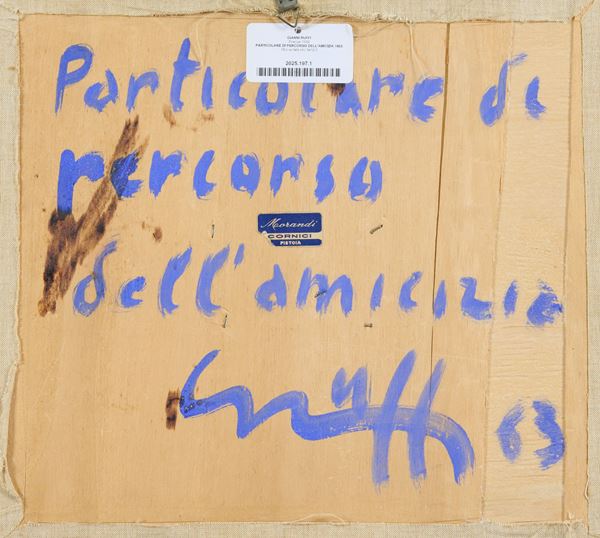 GIANNI RUFFI
PARTICOLARE DI PERCORSO DELL'AMICIZIA 1963
2025.197.1
Particolare di
percorso
Morandi
CORNICI
PISTOIA
dell'amicizia
Ruffi 63